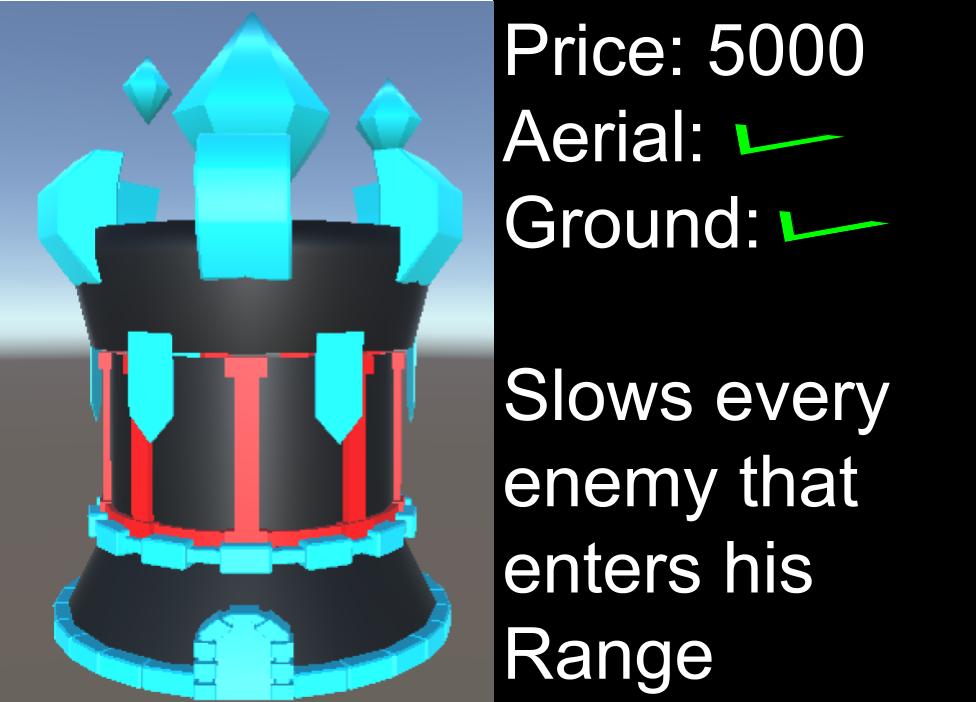 Price: 5000
Aerial:
Ground:
Slows every
enemy that
enters his
Range